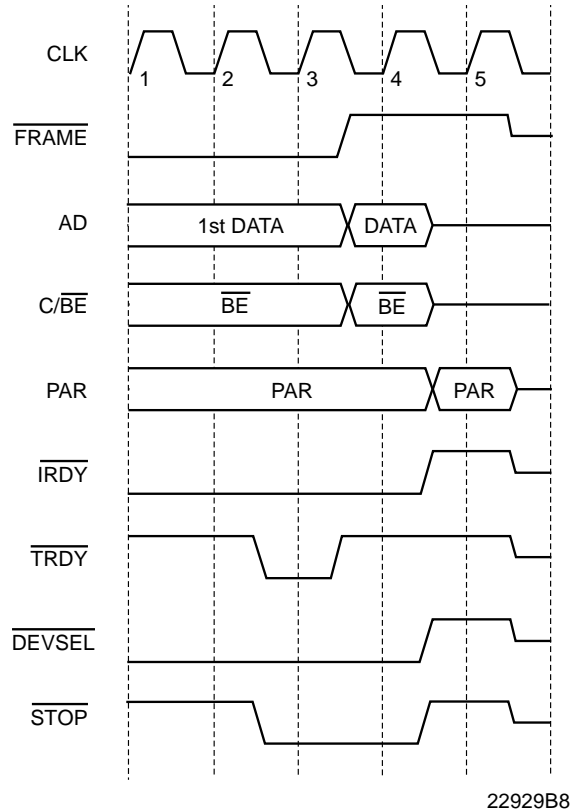 CLK
1 2 3 4 5
FRAME
AD 1st DATA DATA
C/BE BE BE
PAR PAR PAR
IRDY
TRDY
DEVSEL
STOP
22929B8